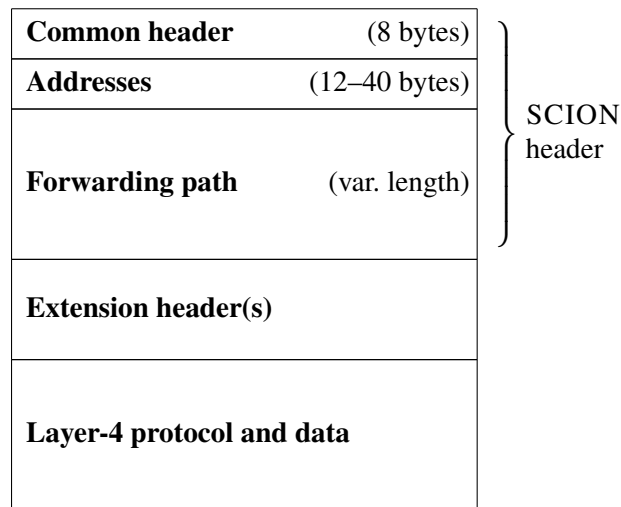 Common header (8 bytes)
Addresses (12–40 bytes)
Forwarding path (var. length)
SCION
header
Extension header(s)
Layer-4 protocol and data